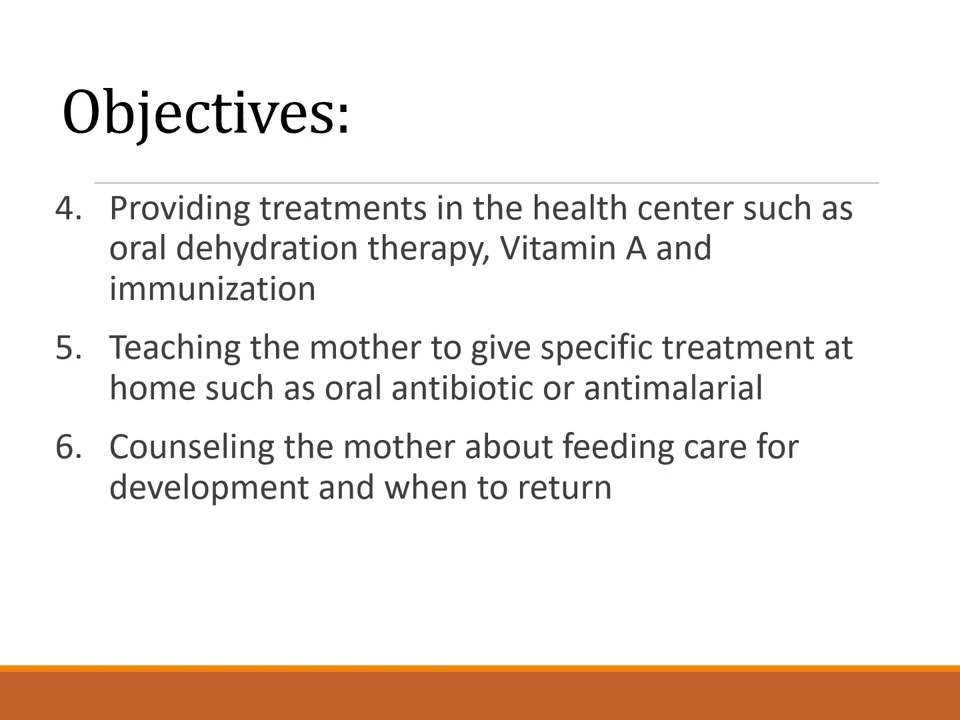 Objectives:
4. Providing treatments in the health center such as
oral dehydration therapy, Vitamin A and
immunization
5. Teaching the mother to give specific treatment at
home such as oral antibiotic or antimalarial
6. Counseling the mother about feeding care for
development and when to return